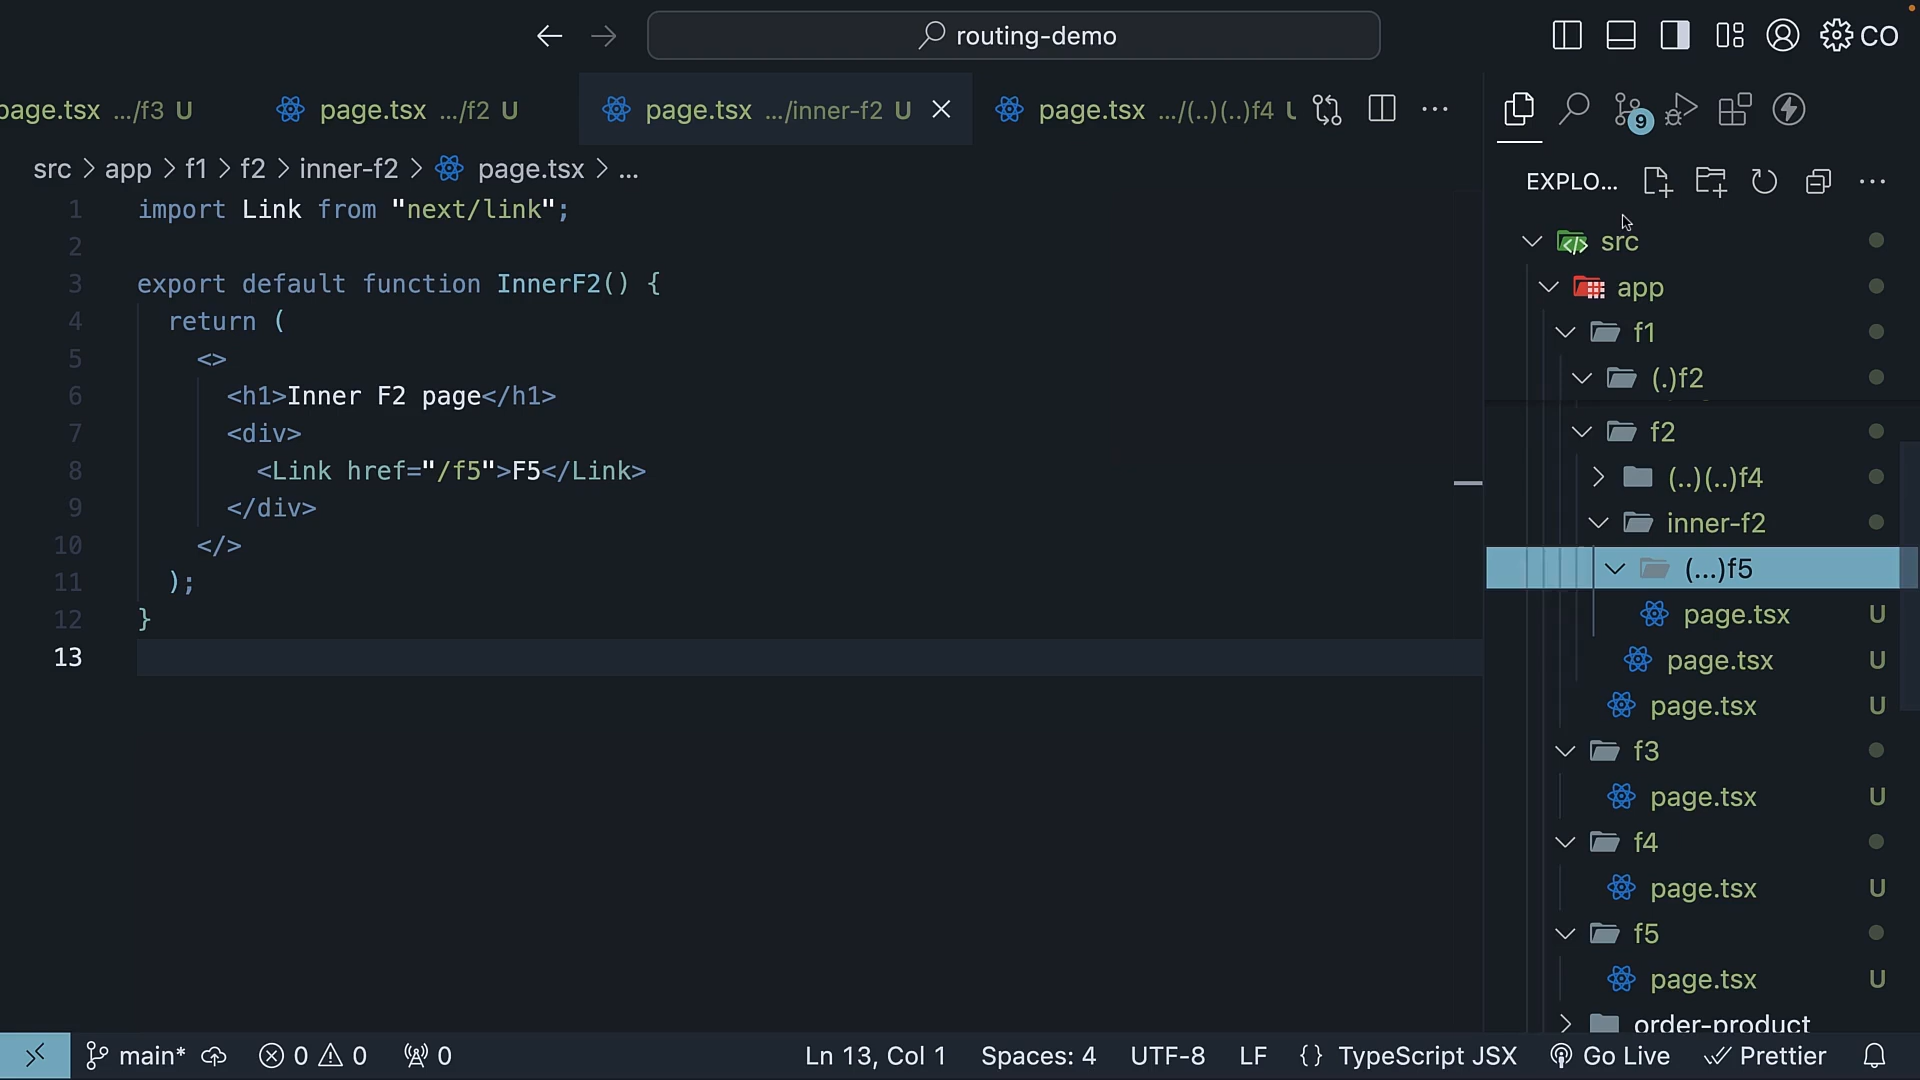 routing-demo
CO
page.tsx .../f3 U
page.tsx .../f2 U
page.tsx .../inner-f2 U
page.tsx .../(..)(..)f4
9
src > app > f1 > f2 > inner-f2 > page.tsx > ...
EXPLO...
1 import Link from "next/link";
2
3 export default function InnerF2() {
4 return (
5 <>
6 <h1>Inner F2 page</h1>
7 <div>
8 <Link href="/f5">F5</Link>
9 </div>
10 </>
11 );
12 }
13
src
app
f1
(.)f2
f2
(..)(..)f4
inner-f2
(...)f5
page.tsx U
page.tsx U
page.tsx U
f3
page.tsx U
f4
page.tsx U
f5
page.tsx U
order-product
main* 0 0 0 Ln 13, Col 1 Spaces: 4 UTF-8 LF {} TypeScript JSX Go Live Prettier